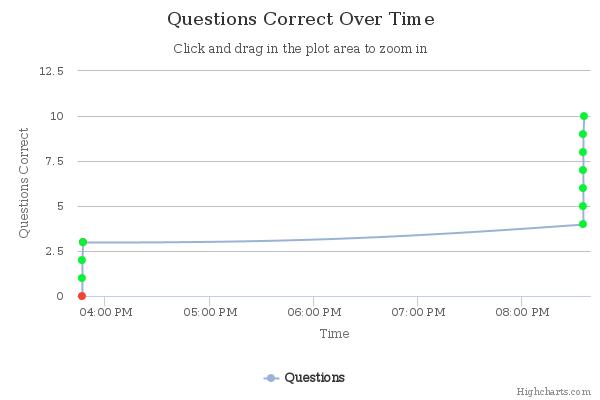 Questions Correct Over Time
Click and drag in the plot area to zoom in
Questions Correct
12.5
10
7.5
5
2.5
0
04:00 PM 05:00 PM 06:00 PM 07:00 PM 08:00 PM
Time
Questions
Highcharts.com